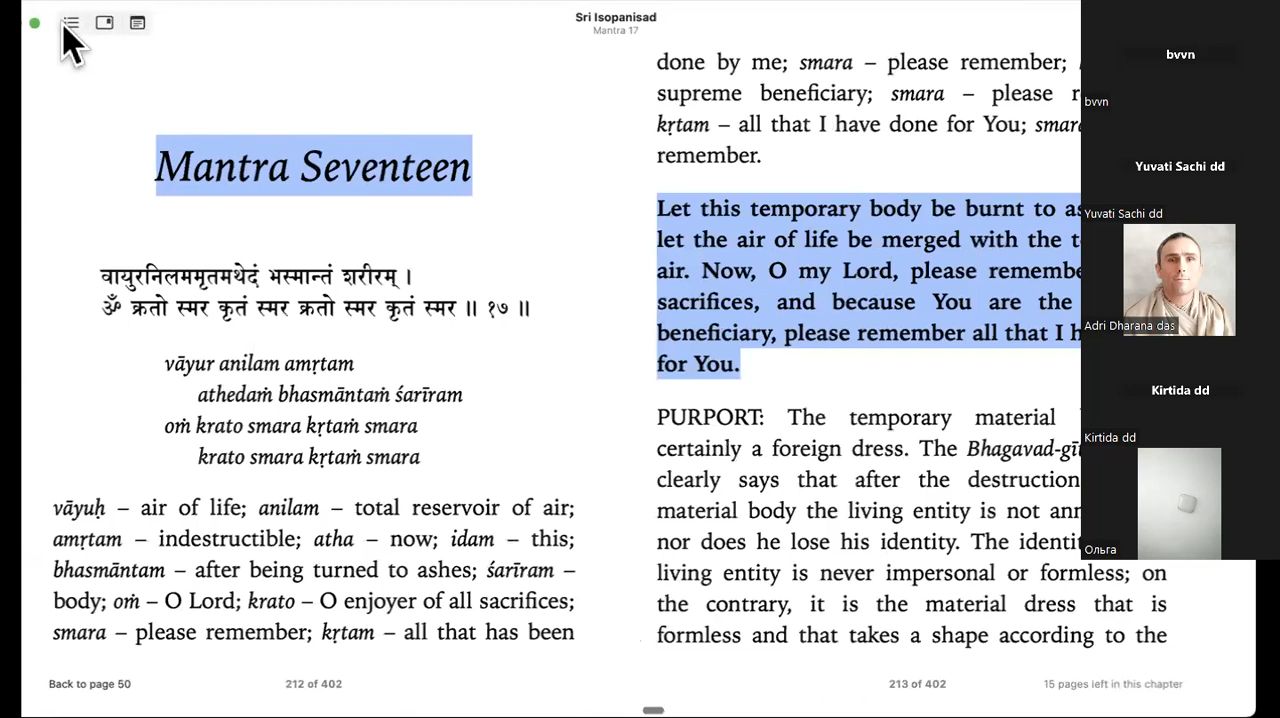 Sri Isopanisad
Mantra 17
Mantra Seventeen
वायुरनिलममृतमथेदं भस्मान्तं शरीरम् ।
ॐ क्रतो स्मर कृतं स्मर क्रतो स्मर कृतं स्मर ॥ १७ ॥
vāyur anilam amṛtam
athedaṁ bhasmāntaṁ śarīram
oṁ krato smara kṛtaṁ smara
krato smara kṛtaṁ smara
vāyuḥ – air of life; anilam – total reservoir of air;
amṛtam – indestructible; atha – now; idam – this;
bhasmāntam – after being turned to ashes; śarīram –
body; oṁ – O Lord; krato – O enjoyer of all sacrifices;
smara – please remember; kṛtam – all that has been
Back to page 50
212 of 402
done by me; smara – please remember;
supreme beneficiary; smara – please
kṛtam – all that I have done for You;
remember.
Let this temporary body be burnt to
let the air of life be merged with the
air. Now, O my Lord, please
sacrifices, and because You are the
beneficiary, please remember all that I
for You.
PURPORT: The temporary material
certainly a foreign dress. The
clearly says that after the destruction
material body the living entity is not
nor does he lose his identity. The
living entity is never impersonal or formless; on
the contrary, it is the material dress that is
formless and that takes a shape according to the
213 of 402
15 pages left in this chapter
bvvn
bvvn
Yuvati Sachi dd
Yuvati Sachi dd
Adri Dharana das
Kirtida dd
Kirtida dd
Ольга